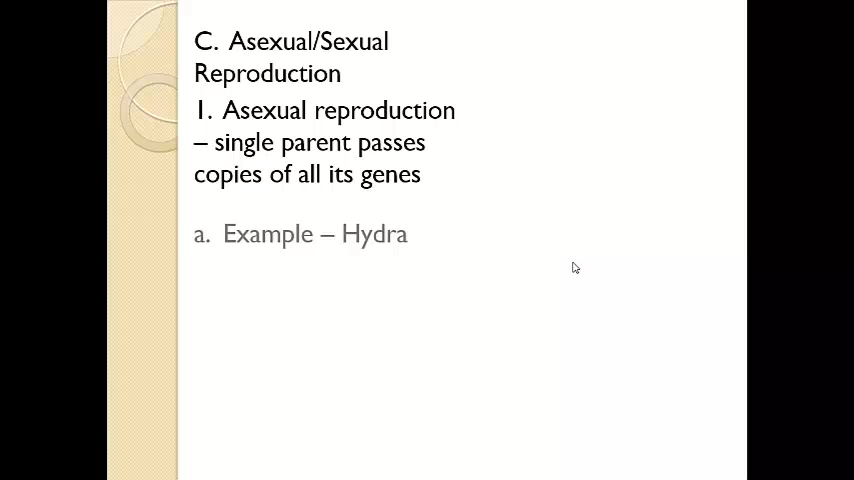 C. Asexual/Sexual
Reproduction
1. Asexual reproduction
– single parent passes
copies of all its genes
a. Example – Hydra